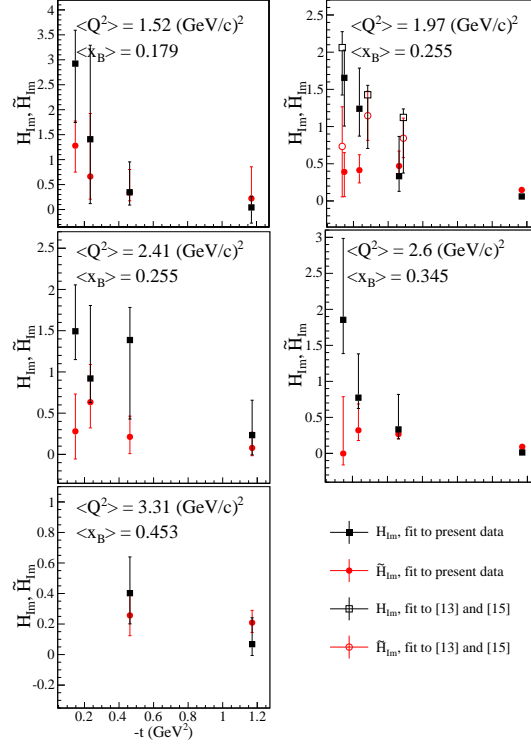 <Q²> = 1.52 (GeV/c)²
<x_B> = 0.179
H_Im, H̃_Im
4
3.5
3
2.5
2
1.5
1
0.5
0
<Q²> = 1.97 (GeV/c)²
<x_B> = 0.255
H_Im, H̃_Im
2.5
2
1.5
1
0.5
0
<Q²> = 2.41 (GeV/c)²
<x_B> = 0.255
H_Im, H̃_Im
2.5
2
1.5
1
0.5
0
<Q²> = 2.6 (GeV/c)²
<x_B> = 0.345
H_Im, H̃_Im
3
2.5
2
1.5
1
0.5
0
<Q²> = 3.31 (GeV/c)²
<x_B> = 0.453
H_Im, H̃_Im
1
0.8
0.6
0.4
0.2
0
-0.2
0.2 0.4 0.6 0.8 1 1.2
-t (GeV²)
H_Im, fit to present data
H̃_Im, fit to present data
H_Im, fit to [13] and [15]
H̃_Im, fit to [13] and [15]